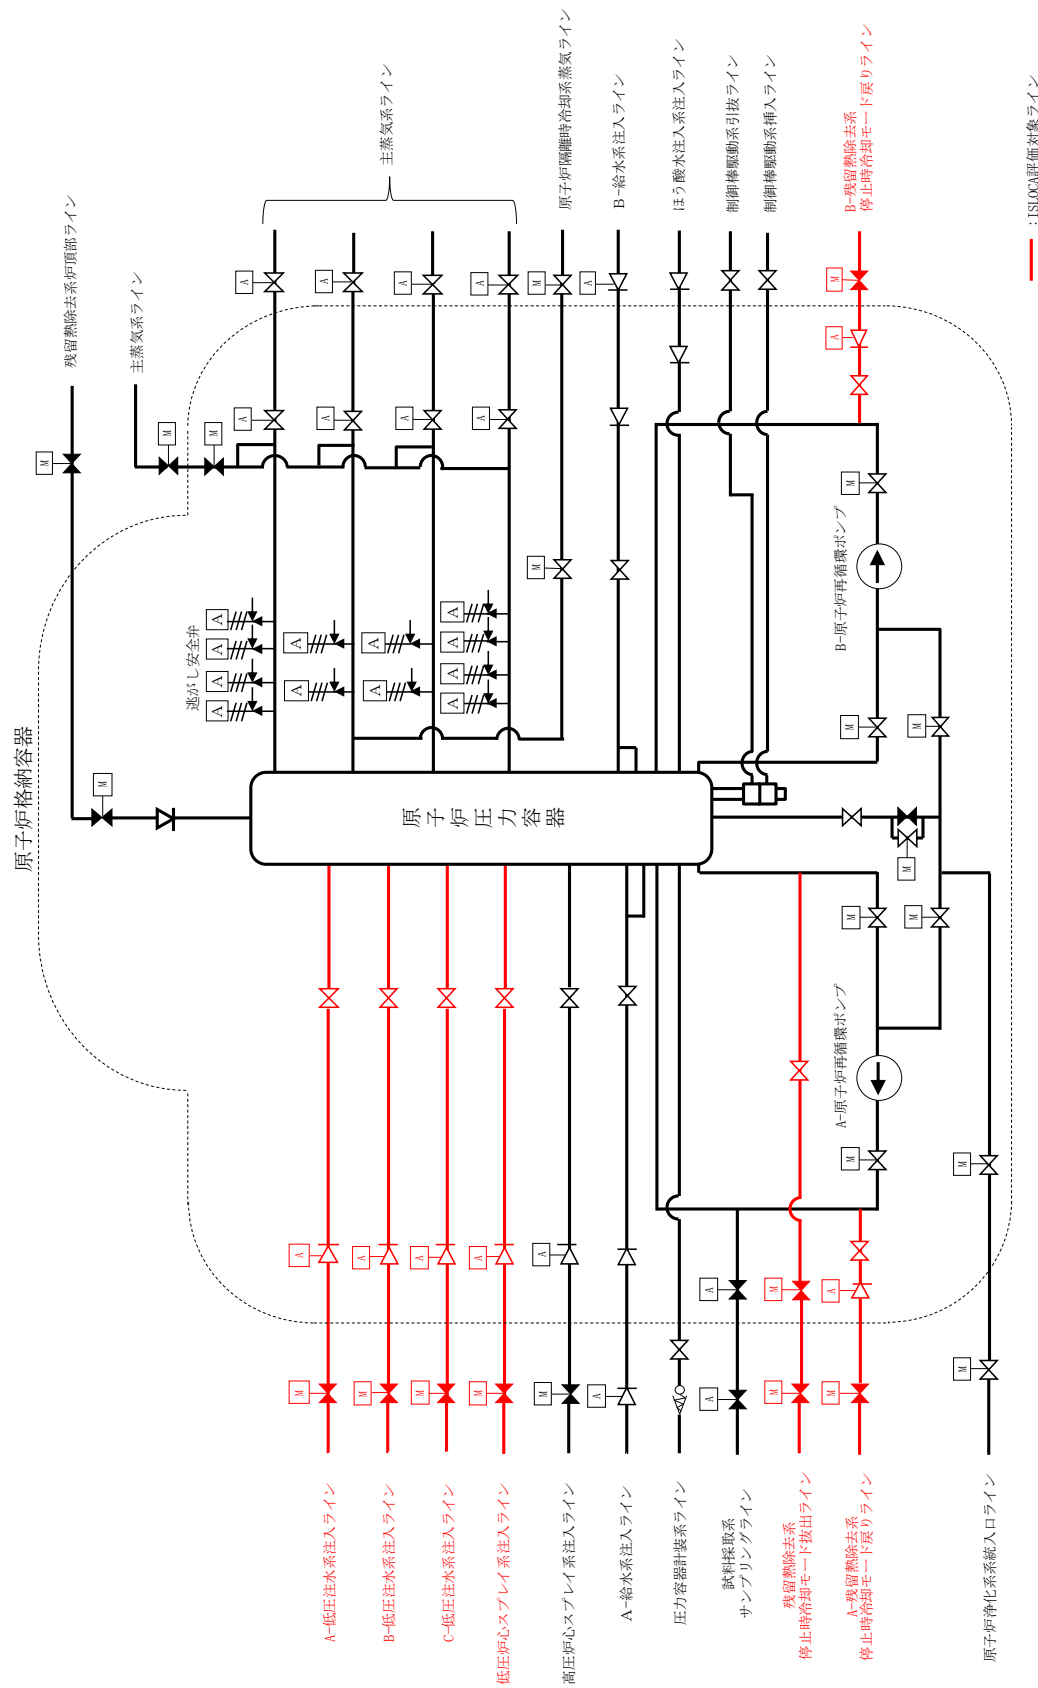 原子炉格納容器
残留熱除去系炉頂部ライン
主蒸気系ライン
主蒸気系ライン
原子炉隔離時冷却系蒸気ライン
B-給水系注入ライン
ほう酸水注入系注入ライン
制御棒駆動系引抜ライン
制御棒駆動系挿入ライン
B-残留熱除去系
停止時冷却モード戻りライン
:ISLOCA評価対象ライン
M
M
M
M
A
A
A
A
M
A
M
A
A
A
A
A
M
M
逃がし安全弁
A
A
A
A
A
A
A
A
A
A
A
A
B-原子炉再循環ポンプ
M
M
原子炉圧力容器
M
M
M
A-原子炉再循環ポンプ
M
M
A
A
A
A
A
A
M
A
M
M
M
M
M
M
A
A
M
M
M
A-低圧注水系注入ライン
B-低圧注水系注入ライン
C-低圧注水系注入ライン
低圧炉心スプレイ系注入ライン
高圧炉心スプレイ系注入ライン
A-給水系注入ライン
圧力容器計装系ライン
試料採取系
サンプリングライン
残留熱除去系
停止時冷却モード抜出ライン
A-残留熱除去系
停止時冷却モード戻りライン
原子炉浄化系系統入口ライン